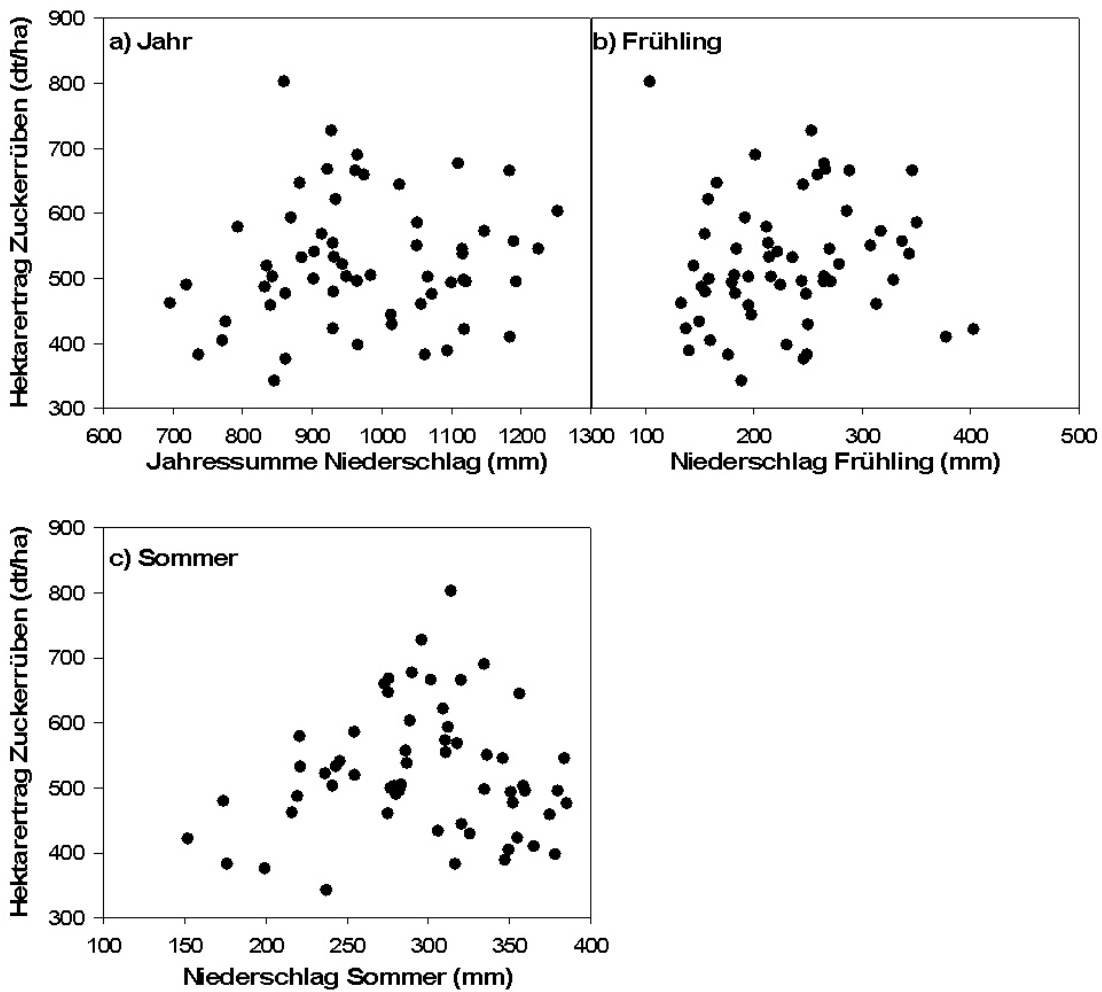 900
800
700
600
500
400
300
Hektarertrag Zuckerrüben (dt/ha)
a) Jahr
b) Frühling
600 700 800 900 1000 1100 1200 1300 100 200 300 400 500
Jahressumme Niederschlag (mm)
Niederschlag Frühling (mm)
900
800
700
600
500
400
300
Hektarertrag Zuckerrüben (dt/ha)
c) Sommer
100 150 200 250 300 350 400
Niederschlag Sommer (mm)